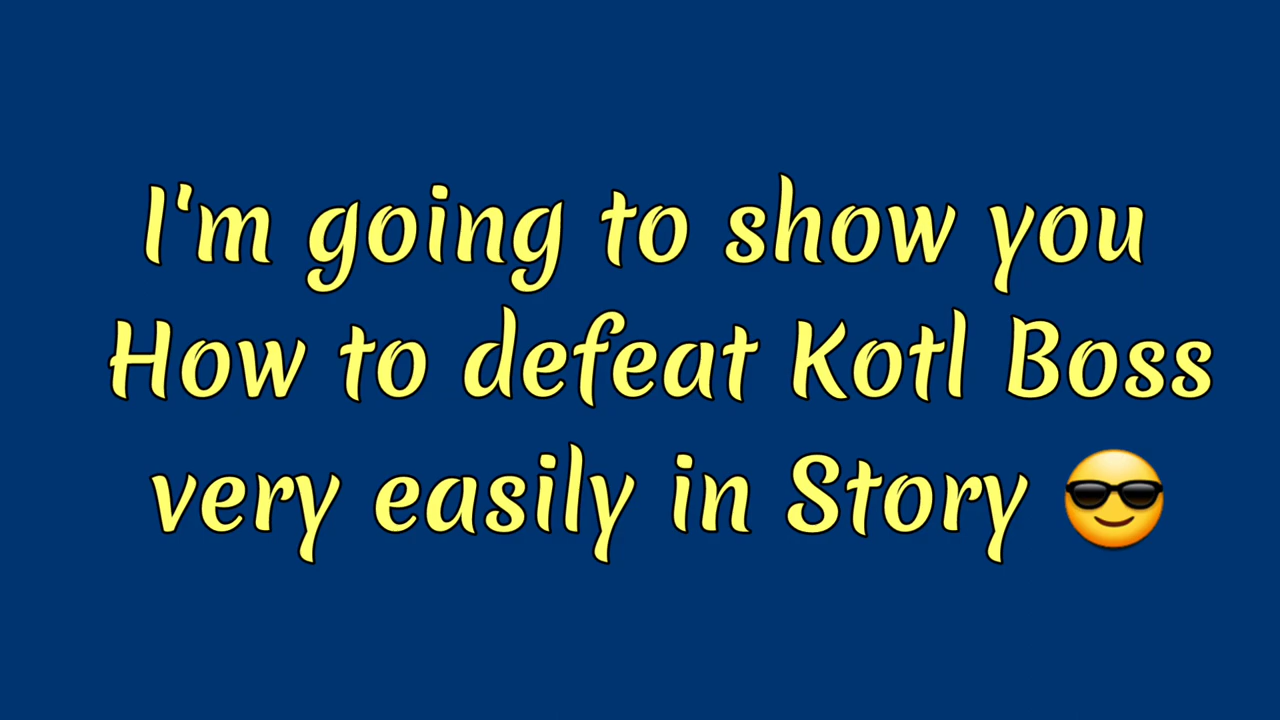 I'm going to show you
How to defeat Kotl Boss
very easily in Story 😎